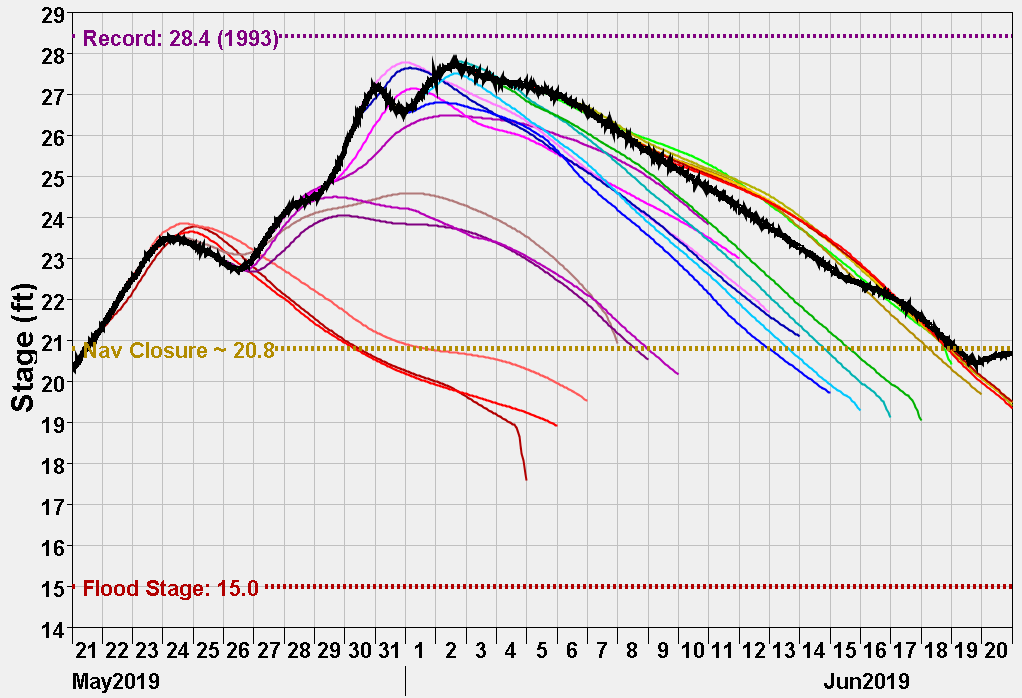 Stage (ft)
29
28
27
26
25
24
23
22
21
20
19
18
17
16
15
14
Record: 28.4 (1993)
Nav Closure ~ 20.8
Flood Stage: 15.0
21 22 23 24 25 26 27 28 29 30 31 1 2 3 4 5 6 7 8 9 10 11 12 13 14 15 16 17 18 19 20
May2019 Jun2019